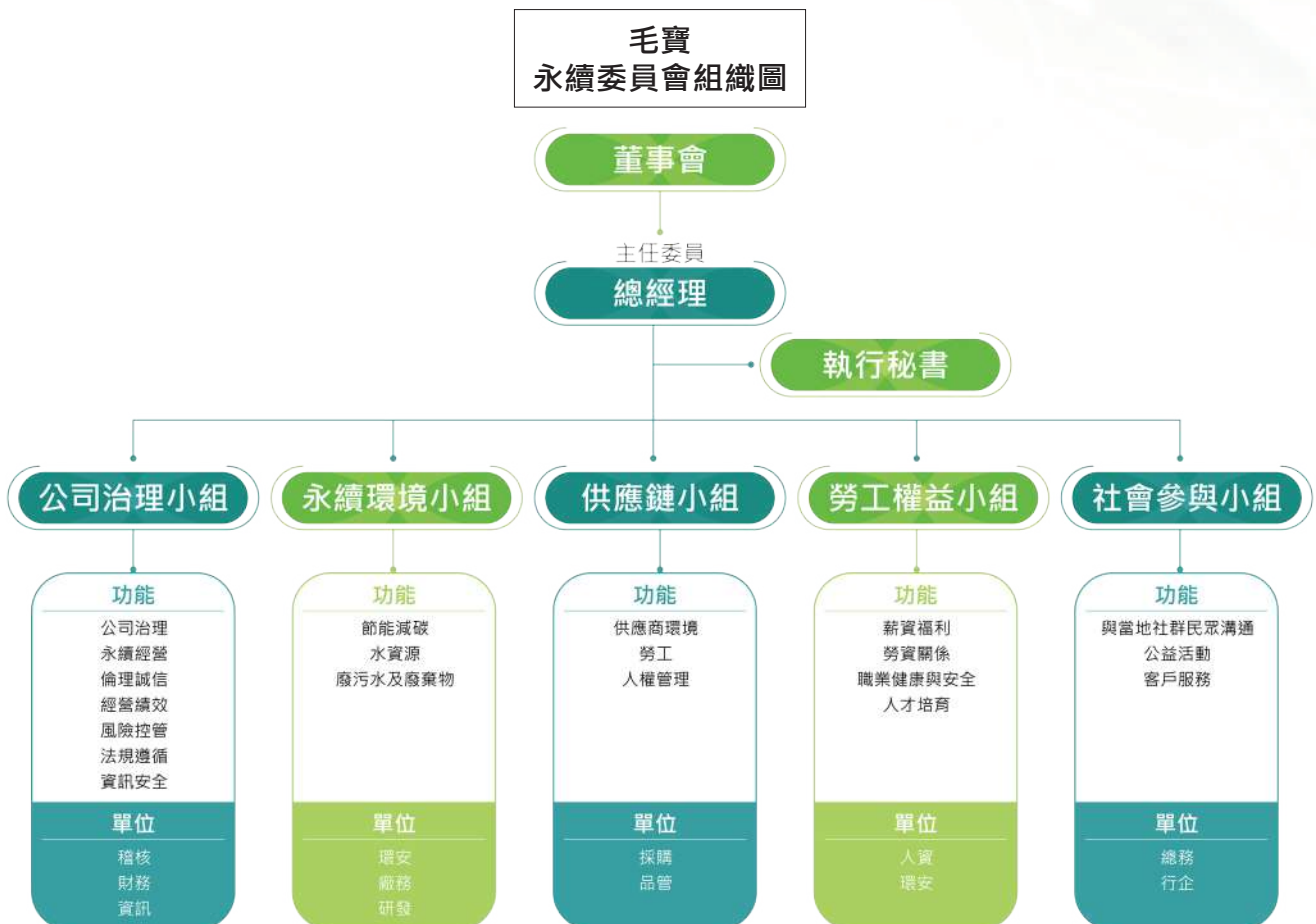 毛寶
永續委員會組織圖
董事會
主任委員
總經理
執行秘書
公司治理小組
永續環境小組
供應鏈小組
勞工權益小組
社會參與小組
功能
公司治理
永續經營
倫理誠信
經營績效
風險控管
法規遵循
資訊安全
單位
稽核
財務
資訊
功能
節能減碳
水資源
廢污水及廢棄物
單位
環安
廠務
研發
功能
供應商環境
勞工
人權管理
單位
採購
品管
功能
薪資福利
勞資關係
職業健康與安全
人才培育
單位
人資
環安
功能
與當地社群民眾溝通
公益活動
客戶服務
單位
總務
行企